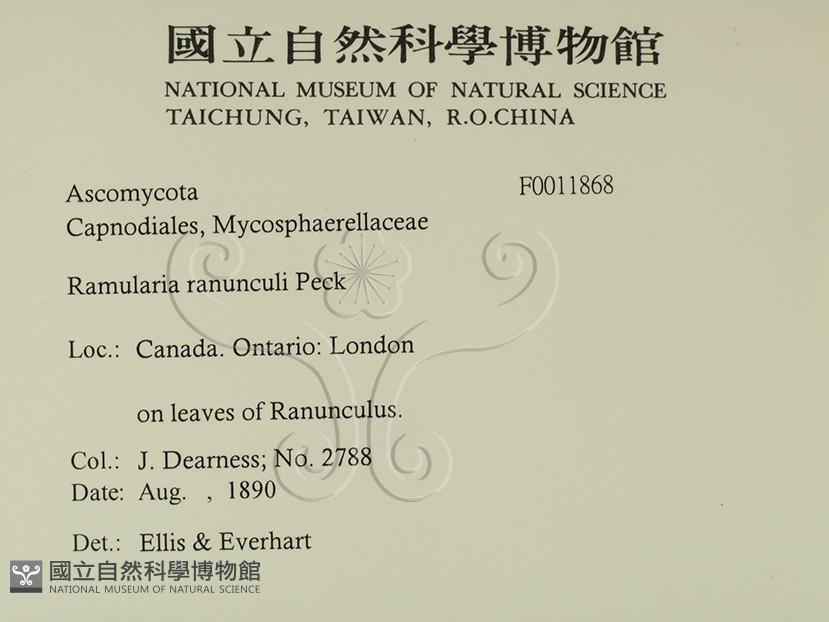 國立自然科學博物館
NATIONAL MUSEUM OF NATURAL SCIENCE
TAICHUNG, TAIWAN, R.O.CHINA
Ascomycota F0011868
Capnodiales, Mycosphaerellaceae
Ramularia ranunculi Peck
Loc.: Canada. Ontario: London
on leaves of Ranunculus.
Col.: J. Dearness; No. 2788
Date: Aug. , 1890
Det.: Ellis & Everhart
國立自然科學博物館
NATIONAL MUSEUM OF NATURAL SCIENCE